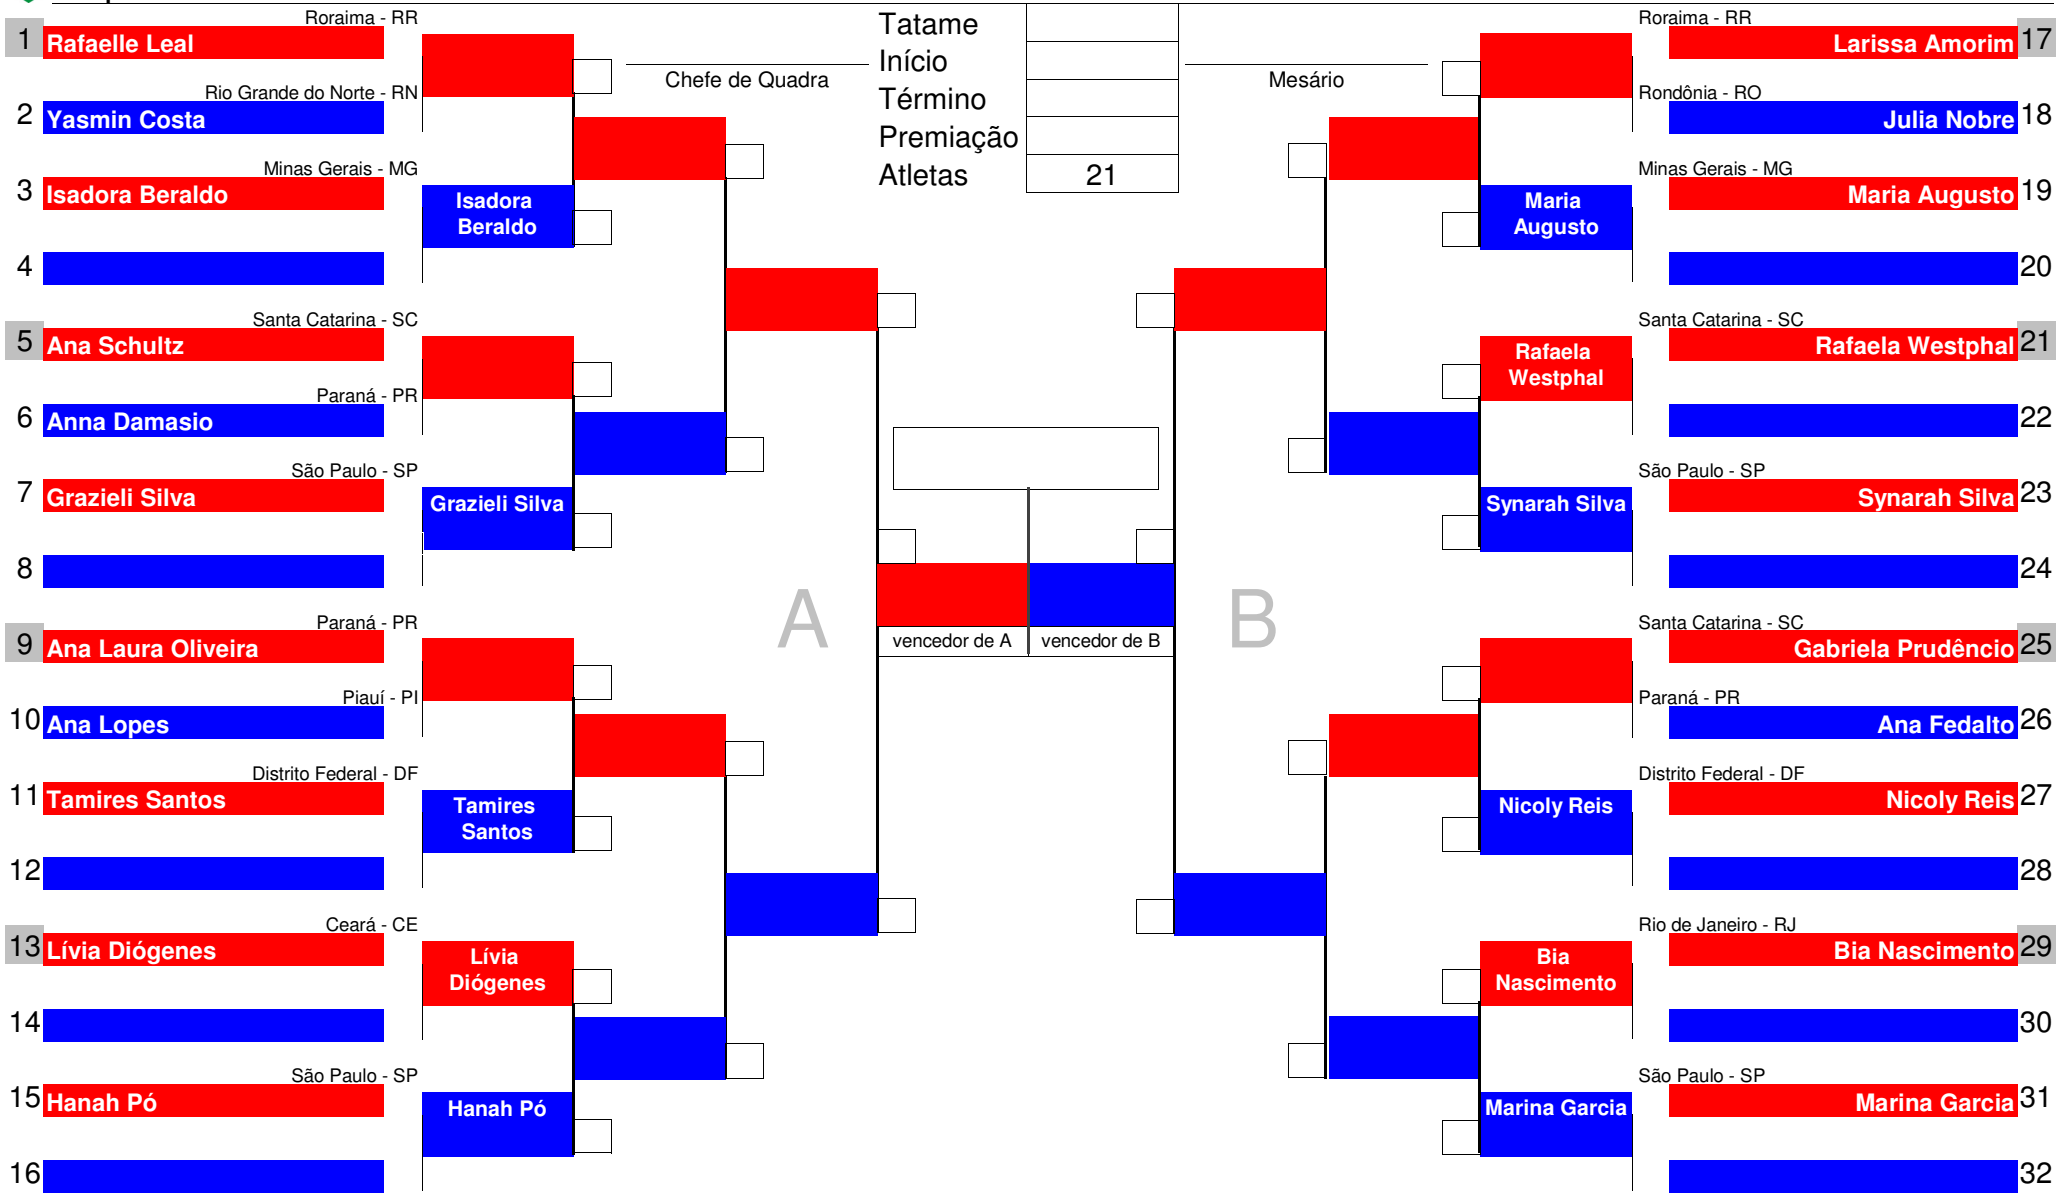 Tatame
Início
Término
Premiação
Atletas 21
Chefe de Quadra
Mesário
Roraima - RR
1 Rafaelle Leal
Rio Grande do Norte - RN
2 Yasmin Costa
Minas Gerais - MG
3 Isadora Beraldo
4
Santa Catarina - SC
5 Ana Schultz
Paraná - PR
6 Anna Damasio
São Paulo - SP
7 Grazieli Silva
8
Paraná - PR
9 Ana Laura Oliveira
Piauí - PI
10 Ana Lopes
Distrito Federal - DF
11 Tamires Santos
12
Ceará - CE
13 Lívia Diógenes
14
São Paulo - SP
15 Hanah Pó
16
Isadora
Beraldo
Grazieli Silva
Tamires
Santos
Lívia
Diógenes
Hanah Pó
A
B
vencedor de A
vencedor de B
Maria
Augusto
Rafaela
Westphal
Synarah Silva
Nicoly Reis
Bia
Nascimento
Marina Garcia
Roraima - RR
Larissa Amorim 17
Rondônia - RO
Julia Nobre 18
Minas Gerais - MG
Maria Augusto 19
20
Santa Catarina - SC
Rafaela Westphal 21
22
São Paulo - SP
Synarah Silva 23
24
Santa Catarina - SC
Gabriela Prudêncio 25
Paraná - PR
Ana Fedalto 26
Distrito Federal - DF
Nicoly Reis 27
28
Rio de Janeiro - RJ
Bia Nascimento 29
30
São Paulo - SP
Marina Garcia 31
32